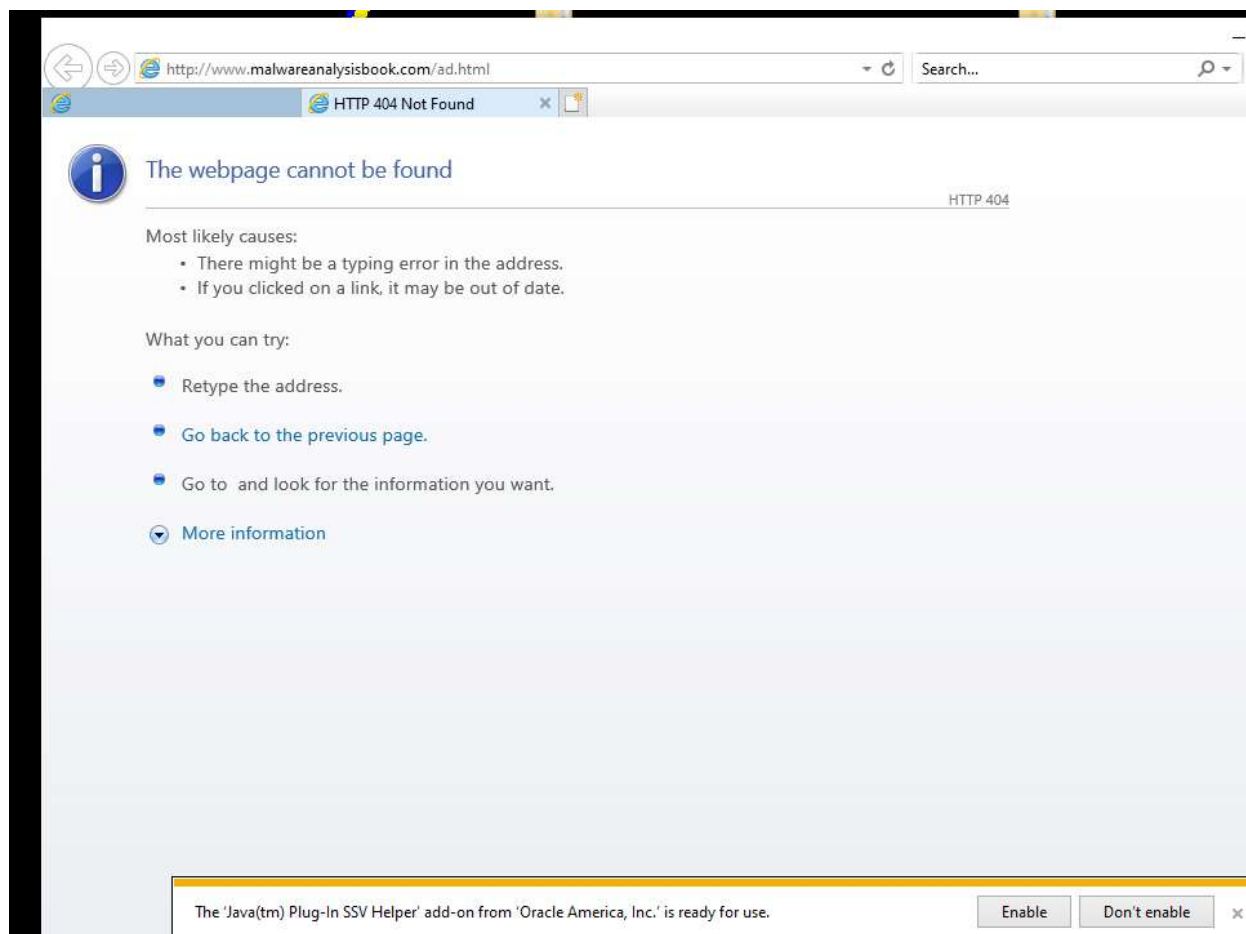 http://www.malwareanalysisbook.com/ad.html Search...
HTTP 404 Not Found
The webpage cannot be found
HTTP 404
Most likely causes:
• There might be a typing error in the address.
• If you clicked on a link, it may be out of date.
What you can try:
Retype the address.
Go back to the previous page.
Go to  and look for the information you want.
More information
The 'Java(tm) Plug-In SSV Helper' add-on from 'Oracle America, Inc.' is ready for use. Enable Don't enable